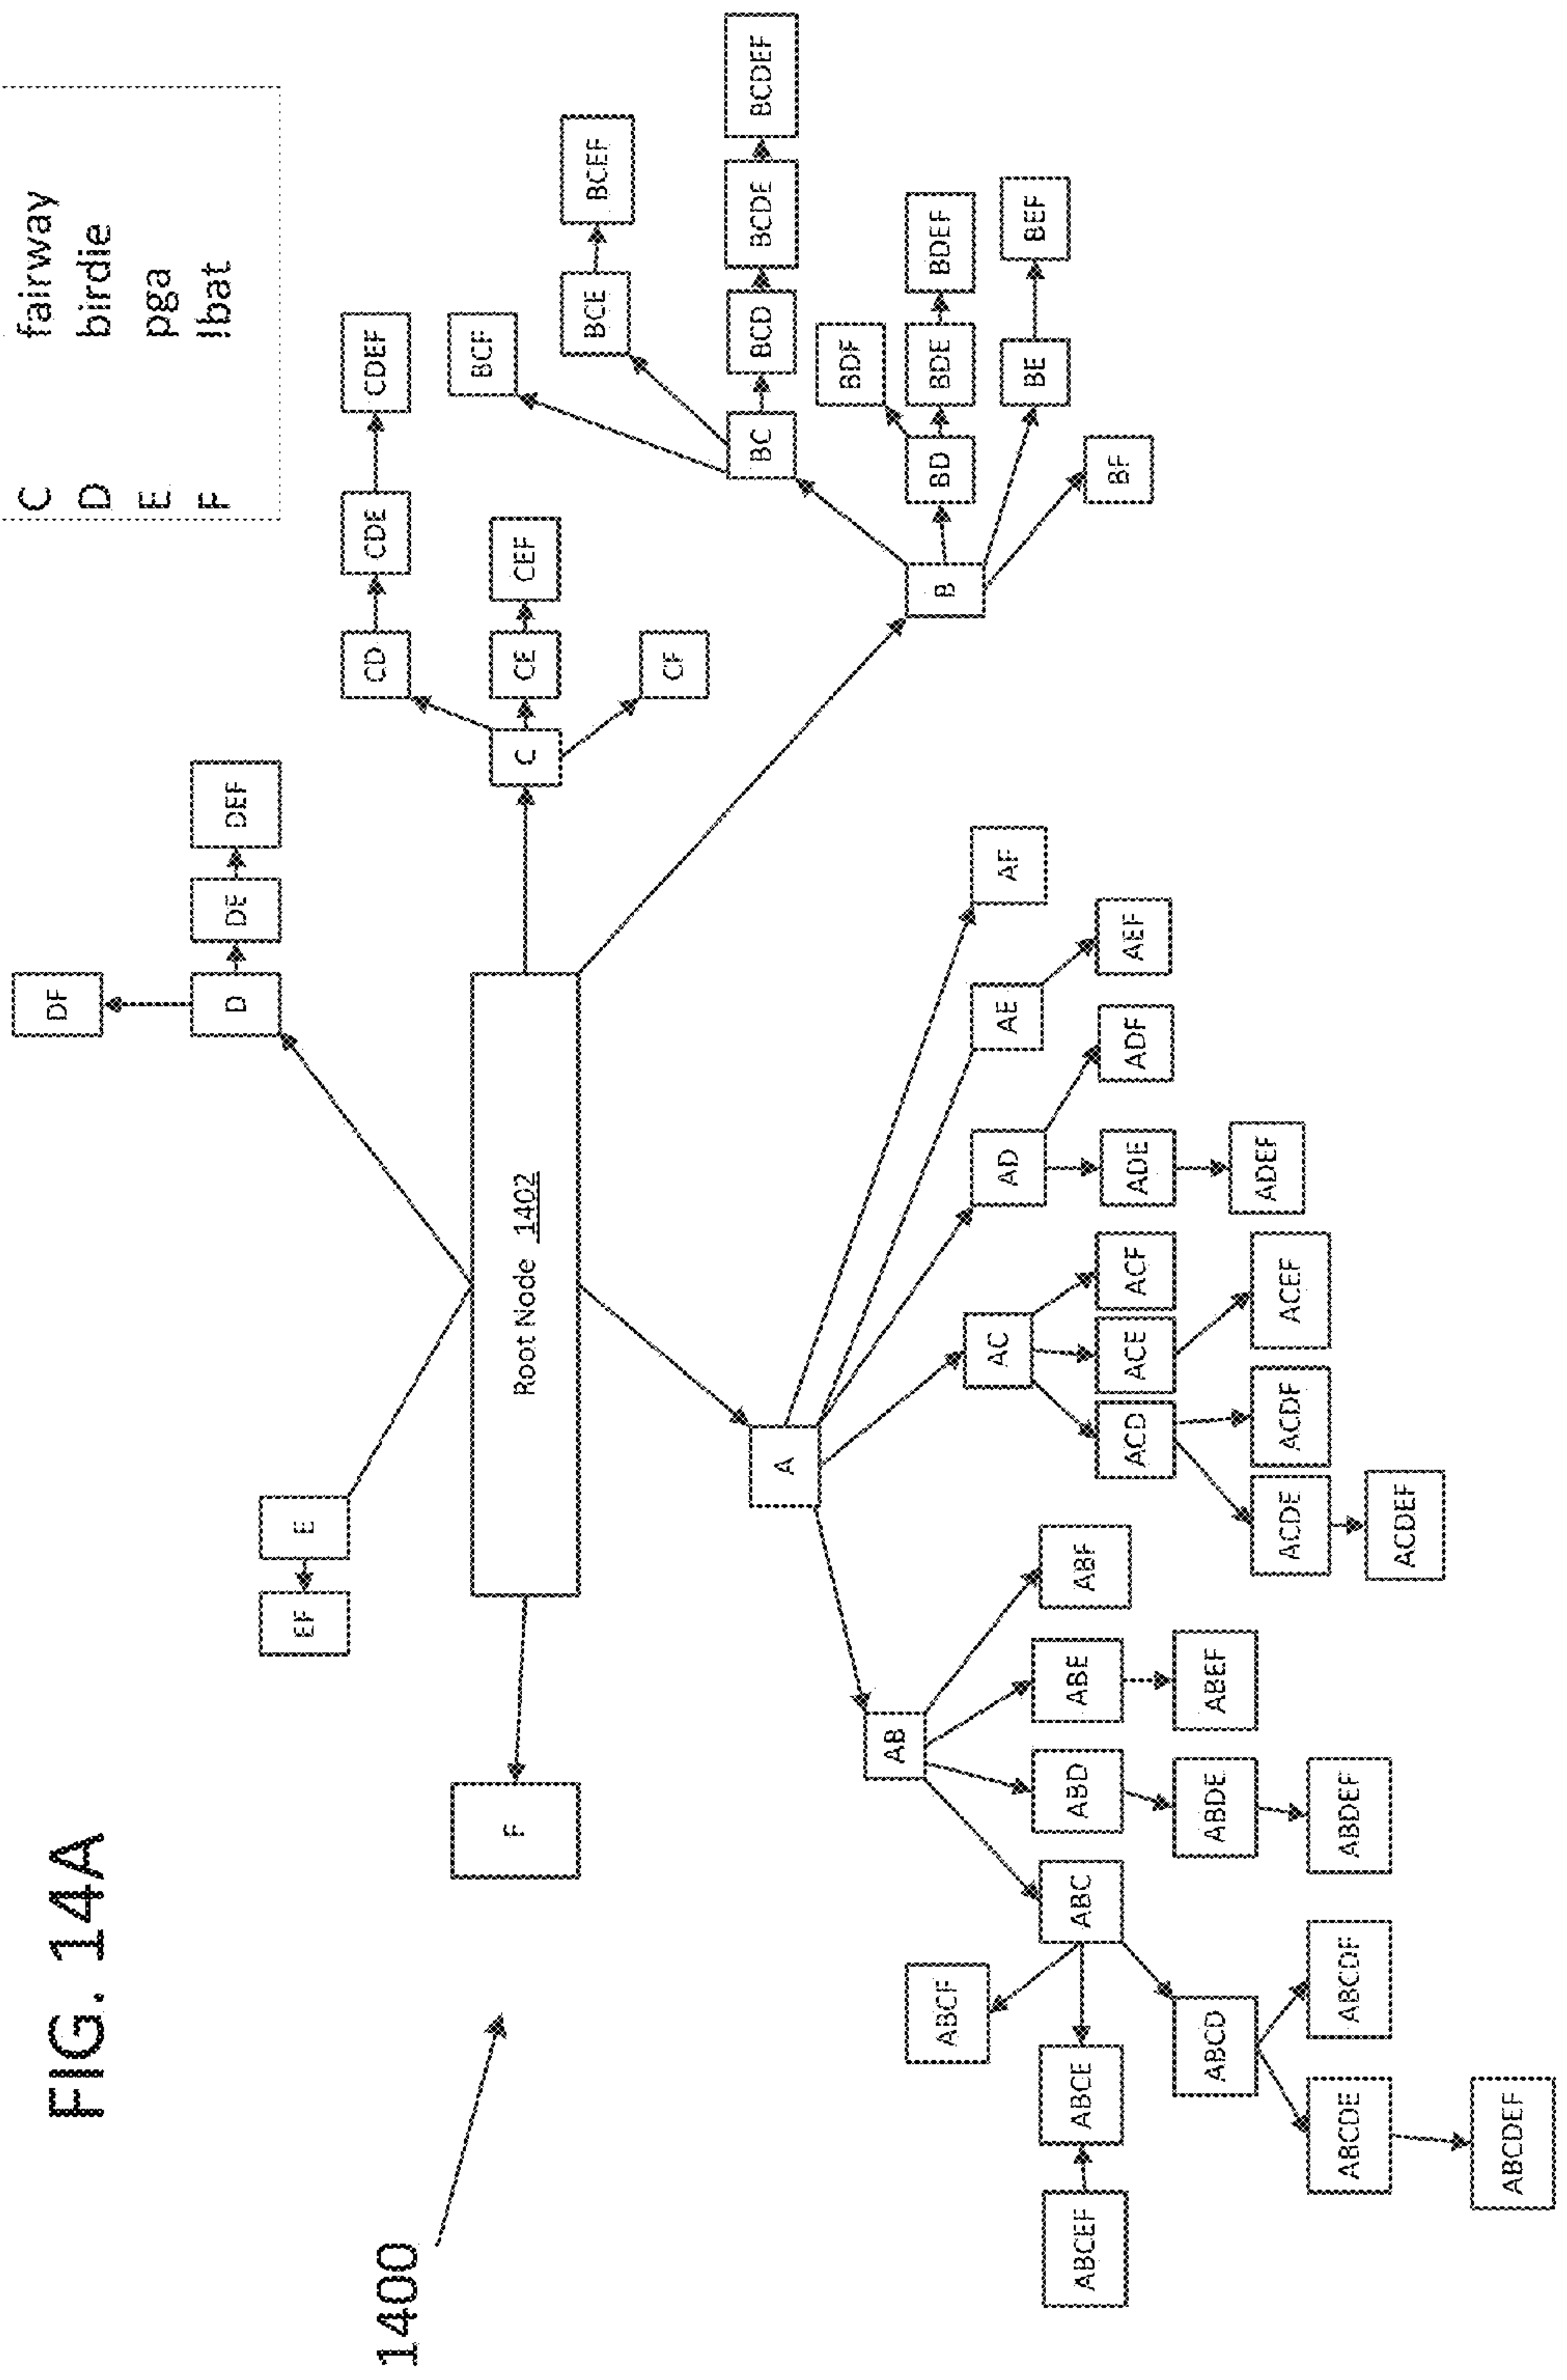 FIG. 14A
C fairway
D birdie
E pga
F !bat
1400
Root Node 1402
DF
D DE DEF
EF E
CD CDE CDEF
BCF
F
C CE CEF
BCE BCEF
CF
BC BCD BCDE BCDEF
A
BDF
AB
ABCF
B BD BDE BDEF
AC
AD AE AF
BE BEF
ABCEF ABCE ABC ABD ABE ABF
BF
ACD ACE ACF ADE ADF AEF
ABCD ABDE ABEF
ADEF
ACDE ACDF ACEF
ABCDE ABCDF ABDEF
ACDEF
ABCDEF